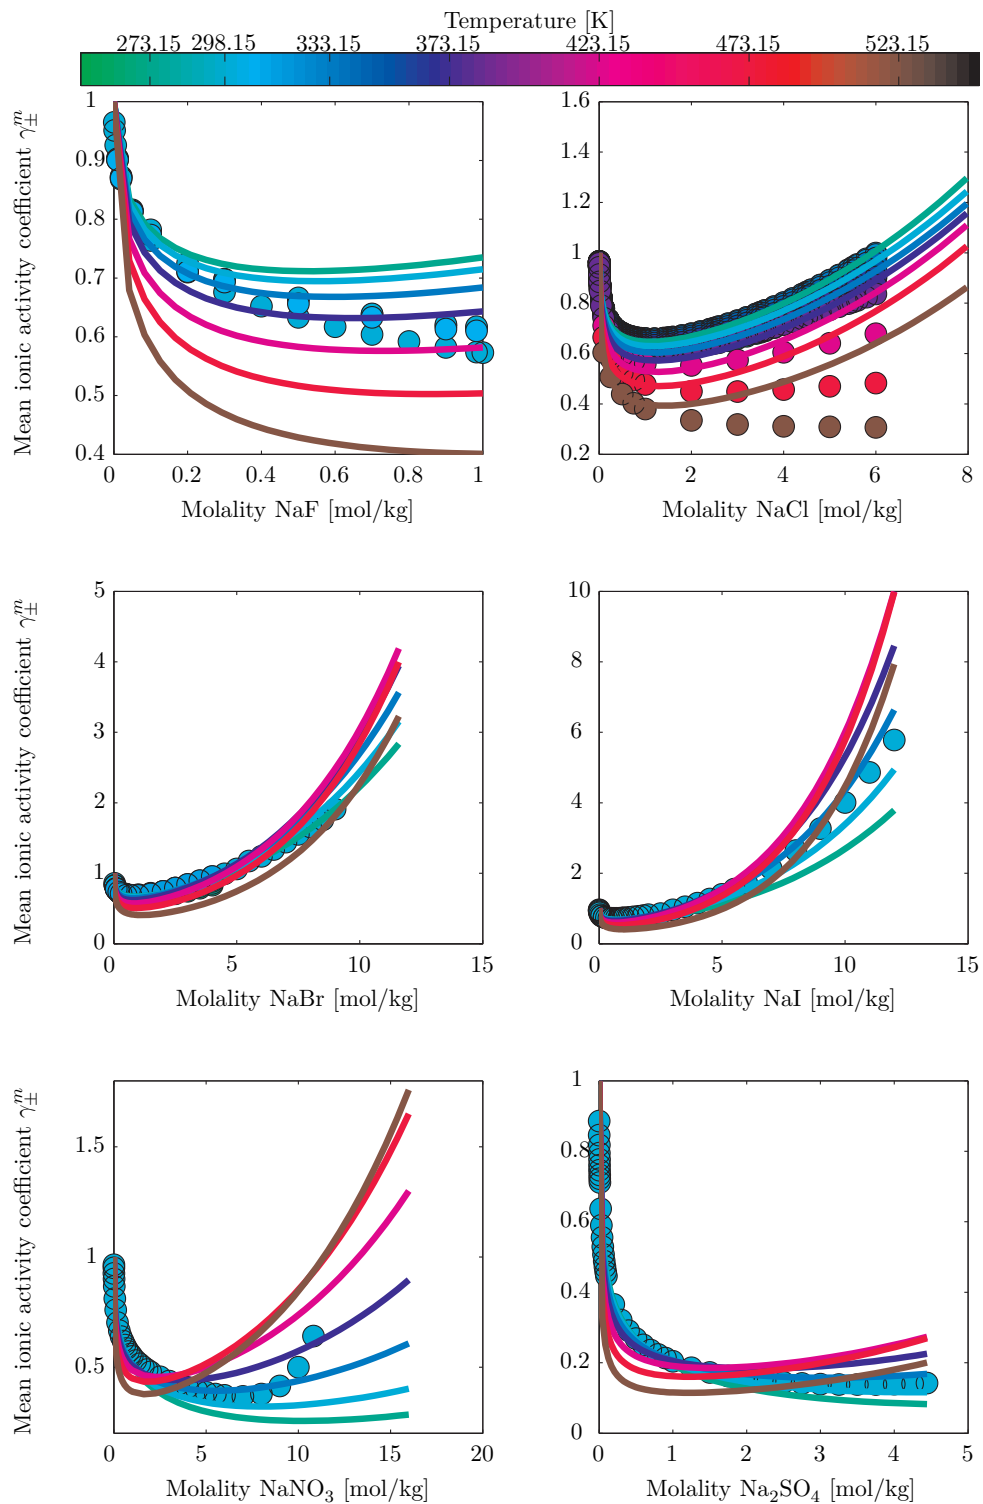 Temperature [K]
273.15 298.15 333.15 373.15 423.15 473.15 523.15
Mean ionic activity coefficient γ±^m
1
0.9
0.8
0.7
0.6
0.5
0.4
0 0.2 0.4 0.6 0.8 1
Molality NaF [mol/kg]
1.6
1.4
1.2
1
0.8
0.6
0.4
0.2
0 2 4 6 8
Molality NaCl [mol/kg]
Mean ionic activity coefficient γ±^m
5
4
3
2
1
0
0 5 10 15
Molality NaBr [mol/kg]
10
8
6
4
2
0
0 5 10 15
Molality NaI [mol/kg]
Mean ionic activity coefficient γ±^m
1.5
1
0.5
0 5 10 15 20
Molality NaNO₃ [mol/kg]
1
0.8
0.6
0.4
0.2
0
0 1 2 3 4 5
Molality Na₂SO₄ [mol/kg]